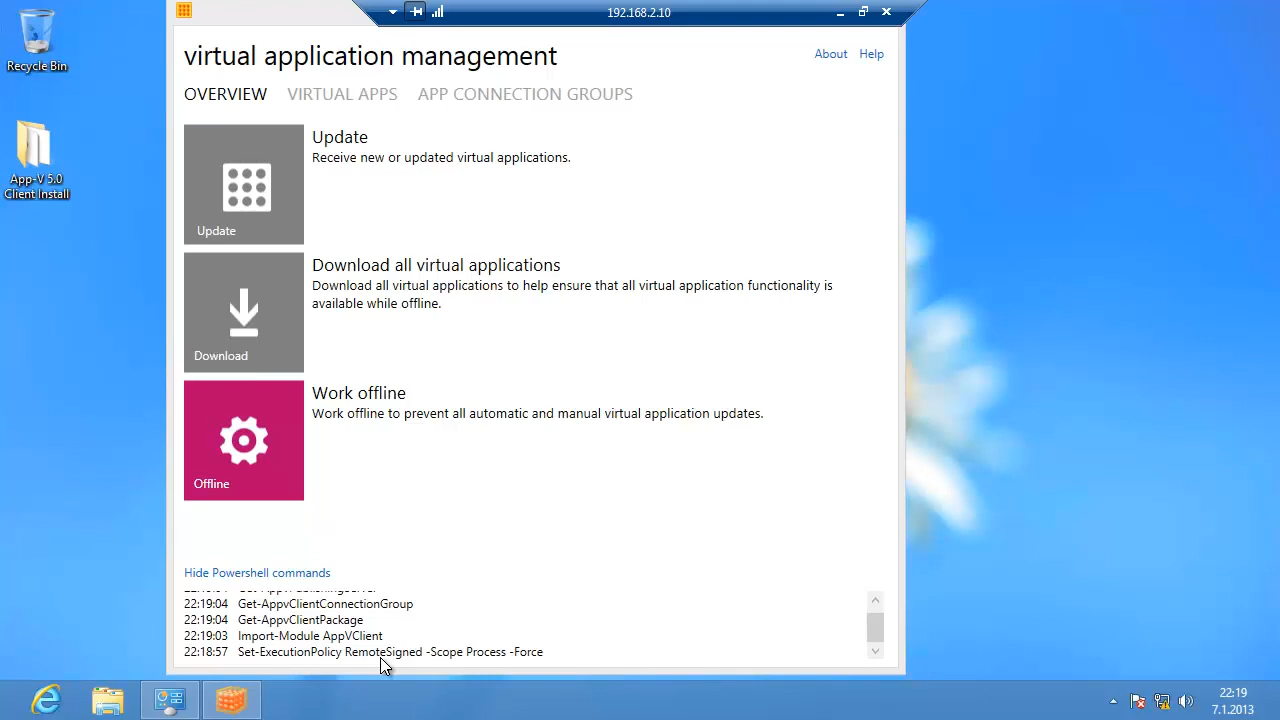 192.168.2.10
Recycle Bin
App-V 5.0
Client Install
virtual application management
About Help
OVERVIEW VIRTUAL APPS APP CONNECTION GROUPS
Update
Receive new or updated virtual applications.
Update
Download all virtual applications
Download all virtual applications to help ensure that all virtual application functionality is
available while offline.
Download
Work offline
Work offline to prevent all automatic and manual virtual application updates.
Offline
Hide Powershell commands
22:19:04 Get-AppvClientConnectionGroup
22:19:04 Get-AppvClientPackage
22:19:03 Import-Module AppVClient
22:18:57 Set-ExecutionPolicy RemoteSigned -Scope Process -Force
22:19
7.1.2013